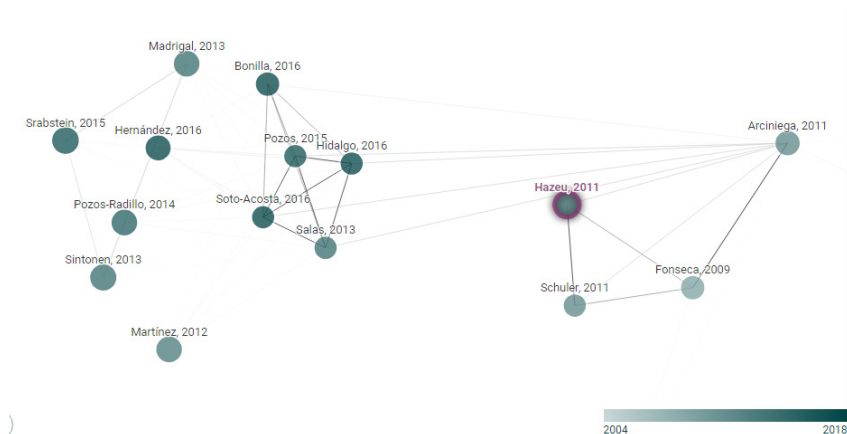 Madrigal, 2013
Bonilla, 2016
Srabstein, 2015
Hernández, 2016
Pozos, 2015
Hidalgo, 2016
Arciniega, 2011
Hazeu, 2011
Soto-Acosta, 2016
Pozos-Radillo, 2014
Salas, 2013
Sintonen, 2013
Fonseca, 2009
Schuler, 2011
Martínez, 2012
2004
2018